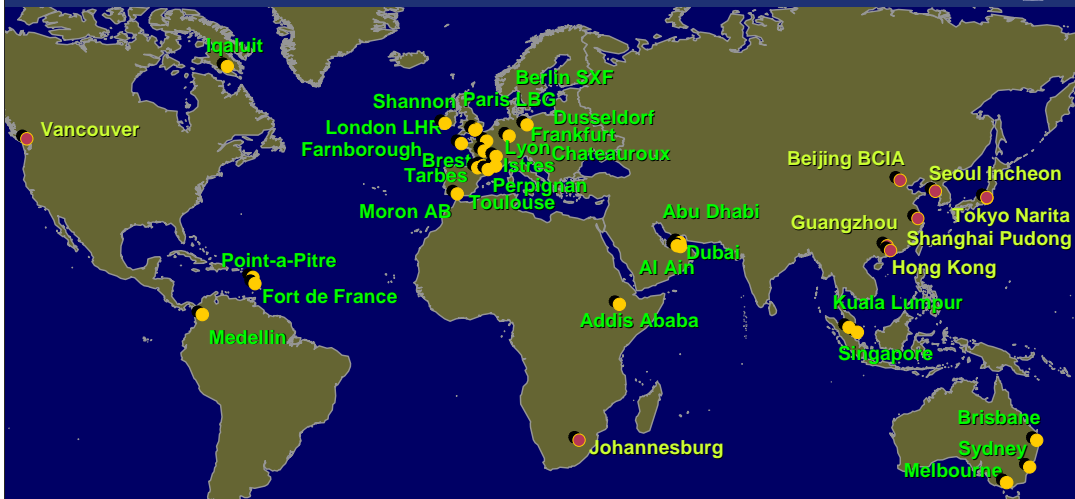 Iqaluit
Berlin SXF
Shannon
Paris LBG
Dusseldorf
Vancouver
London LHR
Frankfurt
Farnborough
Lyon
Chateauroux
Brest
Istres
Beijing BCIA
Seoul Incheon
Tarbes
Perpignan
Toulouse
Moron AB
Abu Dhabi
Guangzhou
Tokyo Narita
Shanghai Pudong
Dubai
Point-a-Pitre
Al Ain
Hong Kong
Fort de France
Kuala Lumpur
Addis Ababa
Medellin
Singapore
Brisbane
Johannesburg
Sydney
Melbourne